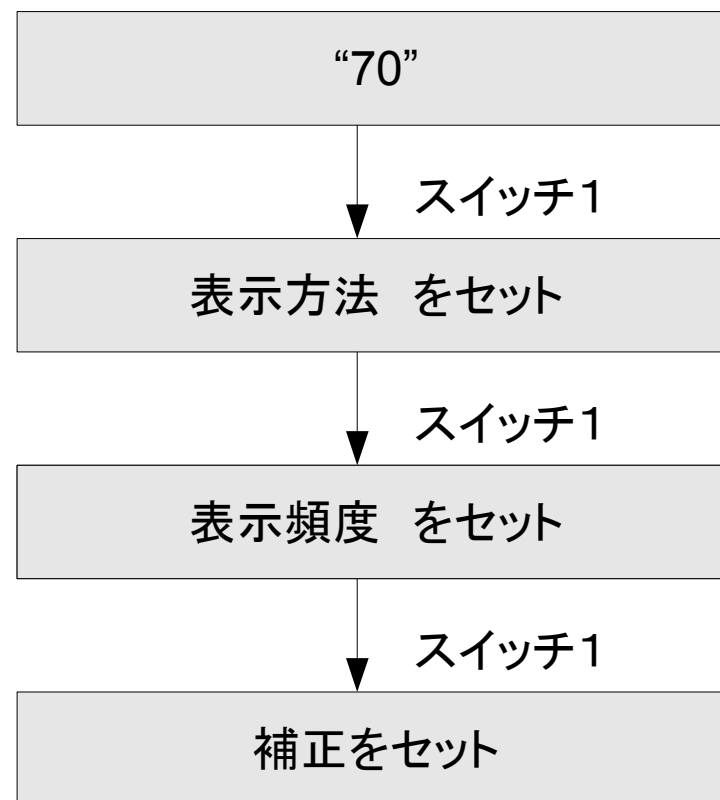 “70”
スイッチ１
表示方法　をセット
スイッチ１
表示頻度　をセット
スイッチ１
補正をセット